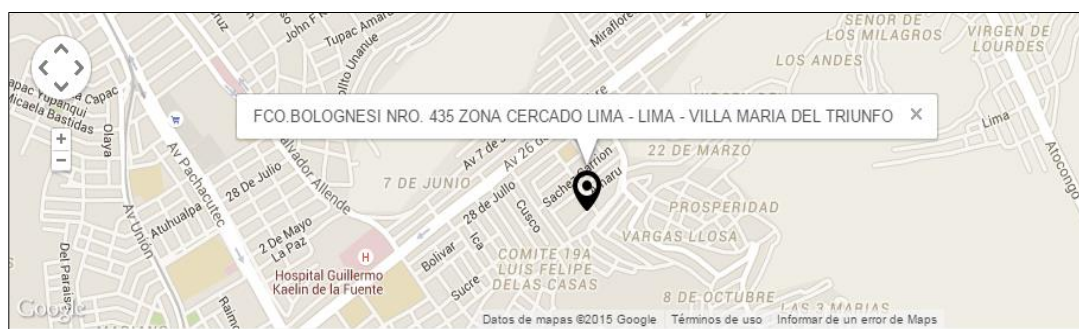 SEÑOR DE
LOS MILAGROS
VIRGEN DE
LOURDES
LOS ANDES
Cruz
John F
Tupac Amaru
Miraflores
Micaela Bastidas
Capac
Olaya
FCO.BOLOGNESI NRO. 435 ZONA CERCADO LIMA - LIMA - VILLA MARIA DEL TRIUNFO
×
+
−
Av Pachacutec
Salvador Allende
Av 7 de
Av 26 de
Lima
Atocongo
22 DE MARZO
28 De Julio
7 DE JUNIO
28 de Julio
Atuhualpa
Av Unión
Cusco
PROSPERIDAD
2 De Mayo
La Paz
VARGAS LLOSA
Ica
Bolivar
H
Hospital Guillermo
Kaelin de la Fuente
COMITE 19A
LUIS FELIPE
DELAS CASAS
Sucre
8 DE OCTUBRE
LAS 3 MARIAS
Google
Datos de mapas ©2015 Google
Términos de uso
Informar de un error de Maps